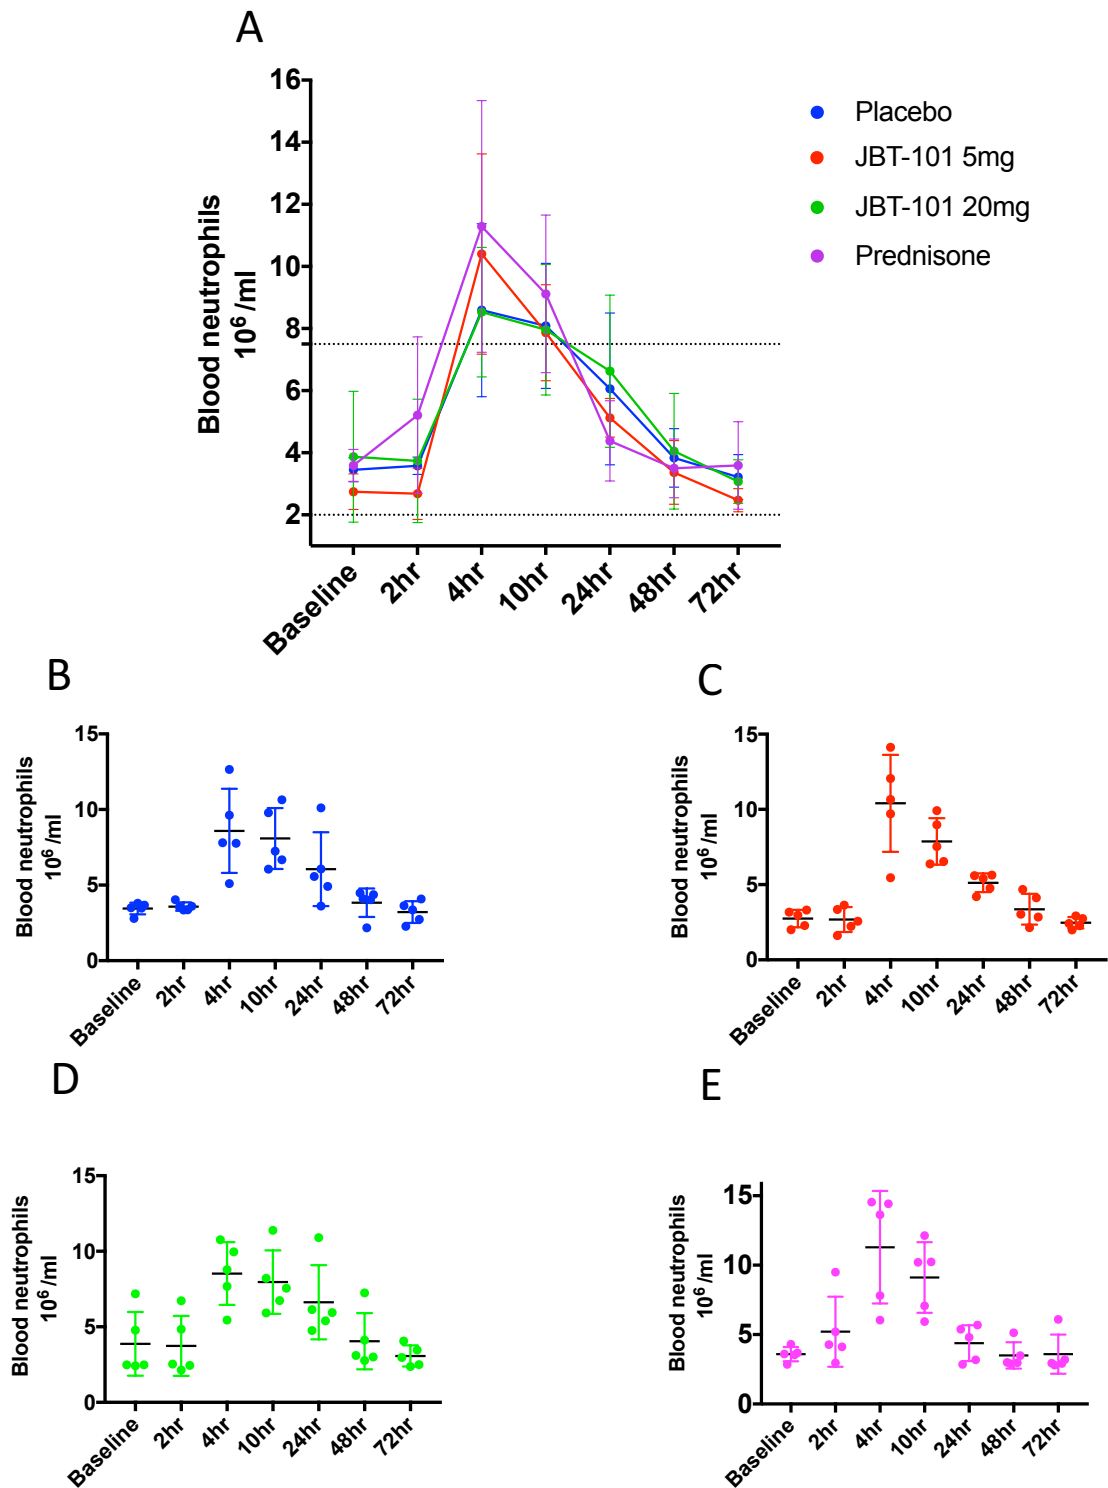 A
Blood neutrophils
10⁶/ml
16
14
12
10
8
6
4
2
Baseline
2hr
4hr
10hr
24hr
48hr
72hr
Placebo
JBT-101 5mg
JBT-101 20mg
Prednisone
B
Blood neutrophils
10⁶/ml
15
10
5
0
Baseline
2hr
4hr
10hr
24hr
48hr
72hr
C
Blood neutrophils
10⁶/ml
15
10
5
0
Baseline
2hr
4hr
10hr
24hr
48hr
72hr
D
Blood neutrophils
10⁶/ml
15
10
5
0
Baseline
2hr
4hr
10hr
24hr
48hr
72hr
E
Blood neutrophils
10⁶/ml
15
10
5
0
Baseline
2hr
4hr
10hr
24hr
48hr
72hr